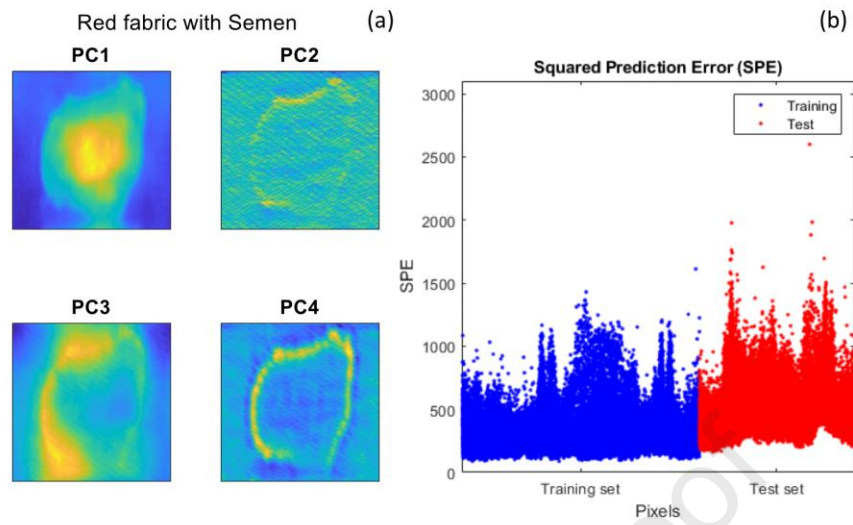 Red fabric with Semen
(a)
PC1
PC2
PC3
PC4
(b)
Squared Prediction Error (SPE)
Training
Test
3000
2500
2000
1500
1000
500
0
SPE
Training set
Test set
Pixels